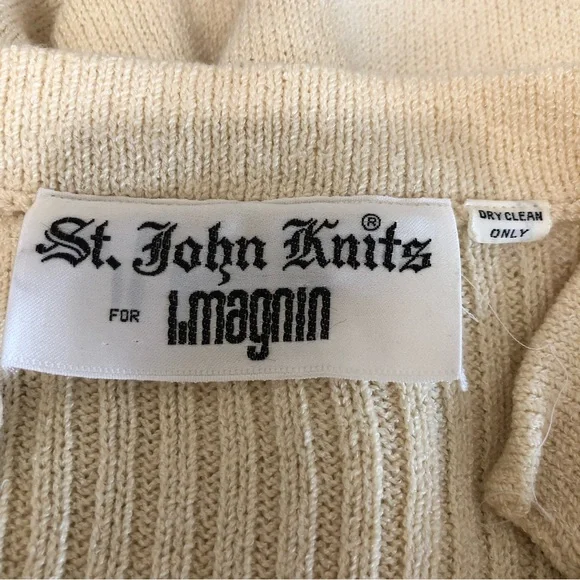 St. John Knits®
FOR I.magnin
DRY CLEAN
ONLY